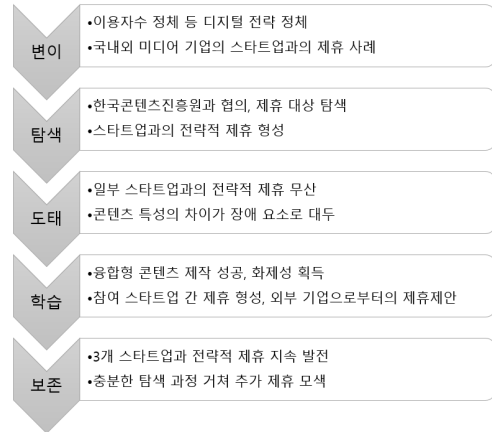 변이
•이용자수 정체 등 디지털 전략 정체
•국내외 미디어 기업의 스타트업과의 제휴 사례
탐색
•한국콘텐츠진흥원과 협의, 제휴 대상 탐색
•스타트업과의 전략적 제휴 형성
도태
•일부 스타트업과의 전략적 제휴 무산
•콘텐츠 특성의 차이가 장애 요소로 대두
학습
•융합형 콘텐츠 제작 성공, 화제성 획득
•참여 스타트업 간 제휴 형성, 외부 기업으로부터의 제휴제안
보존
•3개 스타트업과 전략적 제휴 지속 발전
•충분한 탐색 과정 거쳐 추가 제휴 모색